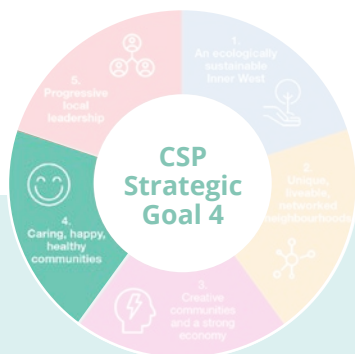 1.
An ecologically
sustainable
Inner West
2.
Unique,
liveable,
networked
neighbourhoods
3.
Creative
communities
and a strong
economy
4.
Caring, happy,
healthy
communities
5.
Progressive
local
leadership
CSP
Strategic
Goal 4